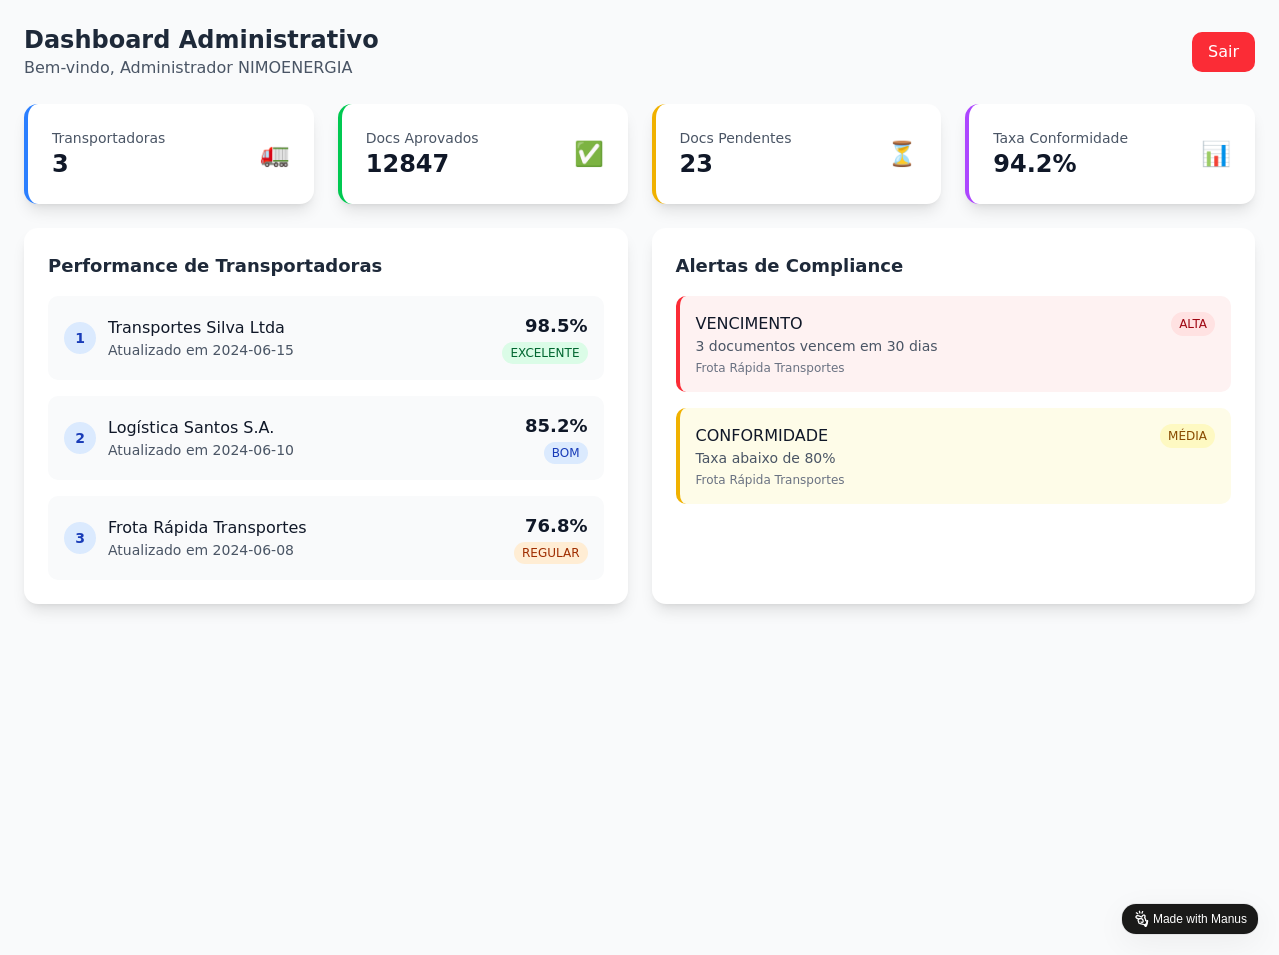 Dashboard Administrativo
Bem-vindo, Administrador NIMOENERGIA
Sair
Transportadoras
3
Docs Aprovados
12847
Docs Pendentes
23
Taxa Conformidade
94.2%
Performance de Transportadoras
1
Transportes Silva Ltda
Atualizado em 2024-06-15
98.5%
EXCELENTE
2
Logística Santos S.A.
Atualizado em 2024-06-10
85.2%
BOM
3
Frota Rápida Transportes
Atualizado em 2024-06-08
76.8%
REGULAR
Alertas de Compliance
VENCIMENTO
ALTA
3 documentos vencem em 30 dias
Frota Rápida Transportes
CONFORMIDADE
MÉDIA
Taxa abaixo de 80%
Frota Rápida Transportes
Made with Manus